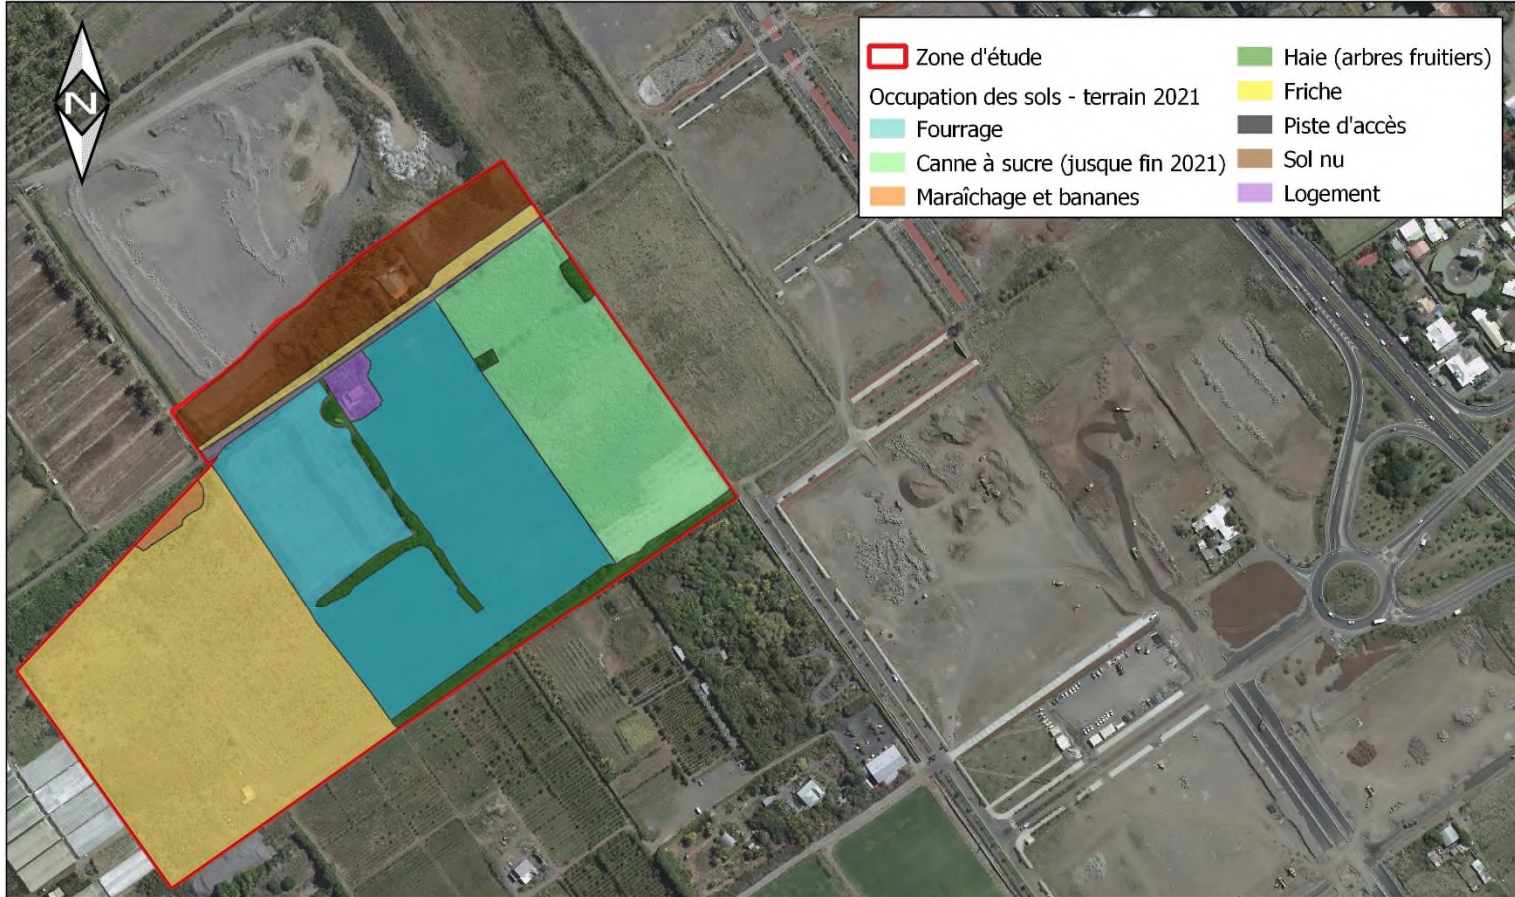 N
Zone d'étude
Occupation des sols - terrain 2021
Fourrage
Canne à sucre (jusque fin 2021)
Maraîchage et bananes
Haie (arbres fruitiers)
Friche
Piste d'accès
Sol nu
Logement